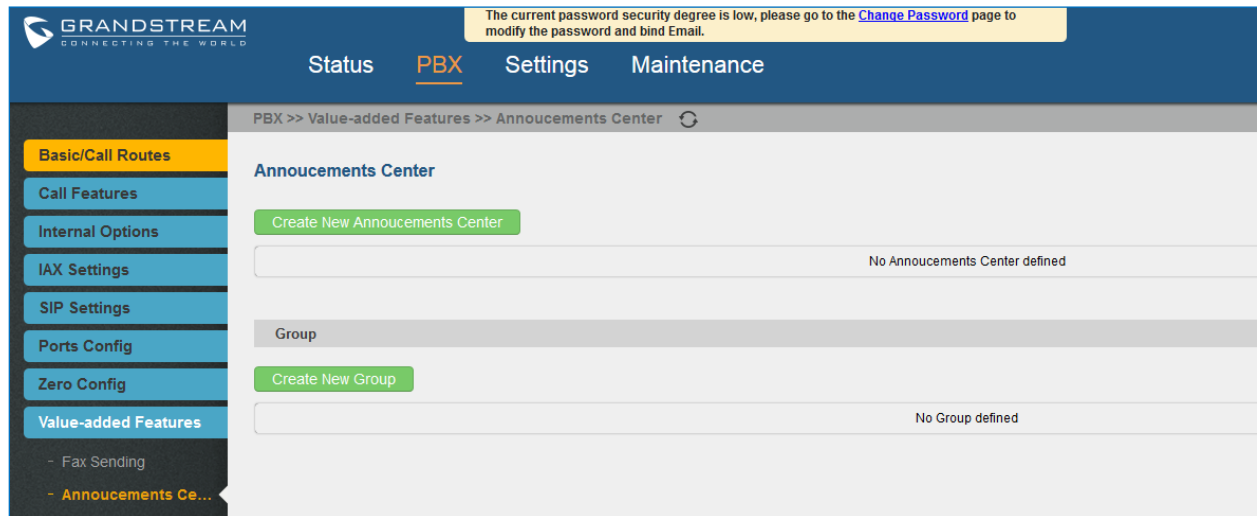 GRANDSTREAM
CONNECTING THE WORLD
The current password security degree is low, please go to the Change Password page to
modify the password and bind Email.
Status PBX Settings Maintenance
PBX >> Value-added Features >> Annoucements Center
Basic/Call Routes
Call Features
Internal Options
IAX Settings
SIP Settings
Ports Config
Zero Config
Value-added Features
- Fax Sending
- Annoucements Ce...
Annoucements Center
Create New Annoucements Center
No Annoucements Center defined
Group
Create New Group
No Group defined